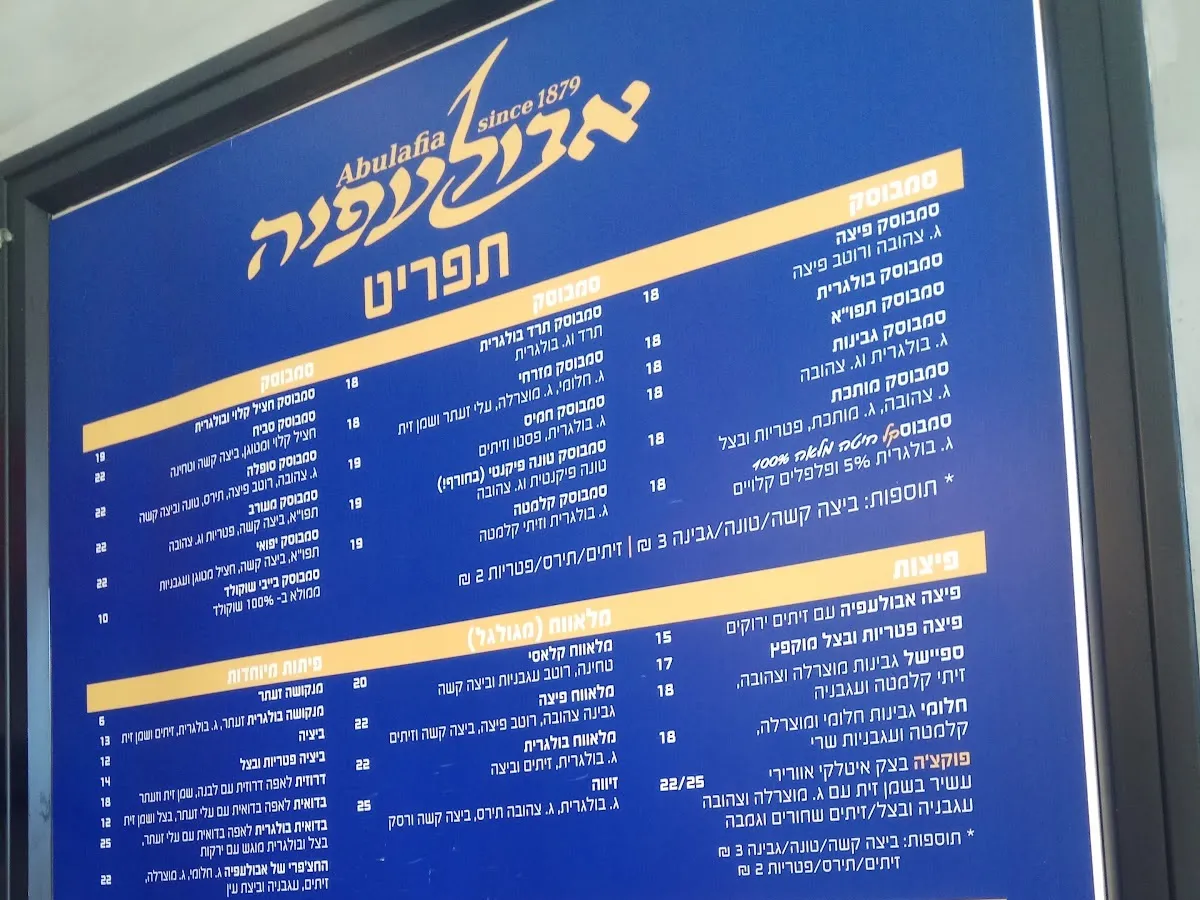 Abulafia since 1879
אבולעפיה
תפריט
סמבוסק
סמבוסק פיצה 18
ג. צהובה ורוטב פיצה
סמבוסק בולגרית 18
סמבוסק תפו״א 18
סמבוסק גבינות 18
ג. בולגרית וג. צהובה
סמבוסק מותכת 18
ג. צהובה, ג. מותכת, פטריות ובצל
סמבוסקל חיטה מלאה 100% 18
ג. בולגרית 5% ופלפלים קלויים
* תוספות: ביצה קשה/טונה/גבינה 3 ₪ | זיתים/תירס/פטריות 2 ₪
סמבוסק
סמבוסק תרד בולגרית 18
תרד וג. בולגרית
סמבוסק מזרחי 18
ג. חלומי, ג. מוצרלה, עלי זעתר ושמן זית
סמבוסק חמיס 19
ג. בולגרית, פסטו וזיתים
סמבוסק טונה פיקנטי (בחורף!) 19
טונה פיקנטית וג. צהובה
סמבוסק קלמטה 19
ג. בולגרית וזיתי קלמטה
סמבוסק
סמבוסק חציל קלוי ובולגרית 19
סמבוסק סביח 22
חציל קלוי ומטוגן, ביצה קשה וטחינה
סמבוסק סופלה 22
ג. צהובה, רוטב פיצה, תירס, טונה וביצה קשה
סמבוסק מעורב 22
תפו״א, ביצה קשה, פטריות וג. צהובה
סמבוסק יפואי 22
תפו״א, ביצה קשה, חציל מטוגן ועגבניות
סמבוסק בייבי שוקולד 10
ממולא ב- 100% שוקולד
פיצות
פיצה אבולעפיה עם זיתים ירוקים 15
פיצה פטריות ובצל מוקפץ 17
ספיישל גבינות מוצרלה וצהובה, 18
זיתי קלמטה ועגבניה
חלומי גבינות חלומי ומוצרלה, 18
קלמטה ועגבניות שרי
פוקצ'ה בצק איטלקי אוורירי 22/25
עשיר בשמן זית עם ג. מוצרלה וצהובה
עגבניה ובצל/זיתים שחורים וגמבה
* תוספות: ביצה קשה/טונה/גבינה 3 ₪
זיתים/תירס/פטריות 2 ₪
מלאווח (מגולגל)
מלאווח קלאסי 20
טחינה, רוטב עגבניות וביצה קשה
מלאווח פיצה 22
גבינה צהובה, רוטב פיצה, ביצה קשה וזיתים
מלאווח בולגרית 22
ג. בולגרית, זיתים וביצה
זיווה 25
ג. בולגרית, ג. צהובה תירס, ביצה קשה ורסק
פיתות מיוחדות
מנקושה זעתר 6
מנקושה בולגרית זעתר, ג. בולגרית, זיתים ושמן זית 13
ביציה 12
ביציה פטריות ובצל 14
דרוזית לאפה דרוזית עם לבנה, שמן זית וזעתר 18
בדואית לאפה בדואית עם עלי זעתר, בצל ושמן זית 12
בדואית בולגרית לאפה בדואית עם עלי זעתר, 25
בצל ובולגרית מוגש עם ירקות
החצ'פרי של אבולעפיה ג. חלומי, ג. מוצרלה, 22
זיתים, עגבניה וביצת עין